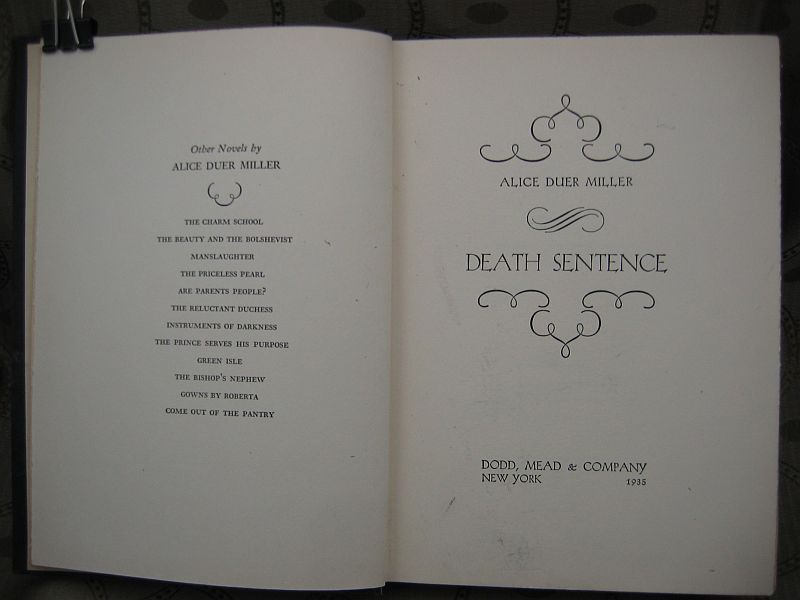 Other Novels by
ALICE DUER MILLER
THE CHARM SCHOOL
THE BEAUTY AND THE BOLSHEVIST
MANSLAUGHTER
THE PRICELESS PEARL
ARE PARENTS PEOPLE?
THE RELUCTANT DUCHESS
INSTRUMENTS OF DARKNESS
THE PRINCE SERVES HIS PURPOSE
GREEN ISLE
THE BISHOP'S NEPHEW
GOWNS BY ROBERTA
COME OUT OF THE PANTRY
ALICE DUER MILLER
DEATH SENTENCE
DODD, MEAD & COMPANY
NEW YORK 1935